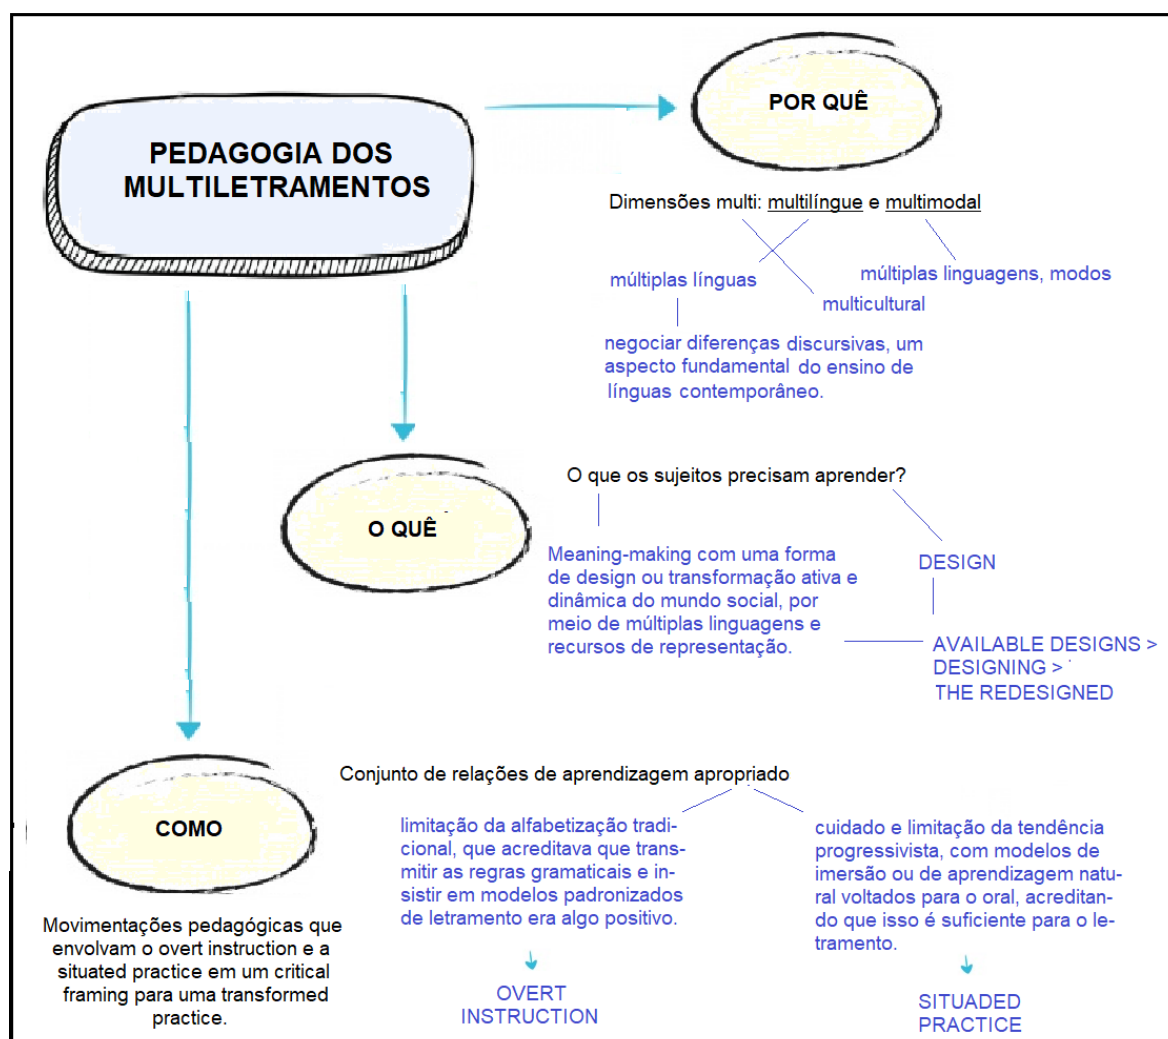 PEDAGOGIA DOS
MULTILETRAMENTOS
POR QUÊ
Dimensões multi: multilíngue e multimodal
múltiplas línguas
múltiplas linguagens, modos
multicultural
negociar diferenças discursivas, um
aspecto fundamental do ensino de
línguas contemporâneo.
O QUÊ
O que os sujeitos precisam aprender?
Meaning-making com uma forma
de design ou transformação ativa e
dinâmica do mundo social, por
meio de múltiplas linguagens e
recursos de representação.
DESIGN
AVAILABLE DESIGNS >
DESIGNING >
THE REDESIGNED
COMO
Movimentações pedagógicas que
envolvam o overt instruction e a
situated practice em um critical
framing para uma transformed
practice.
Conjunto de relações de aprendizagem apropriado
limitação da alfabetização tradi-
cional, que acreditava que trans-
mitir as regras gramaticais e in-
sistir em modelos padronizados
de letramento era algo positivo.
OVERT
INSTRUCTION
cuidado e limitação da tendência
progressivista, com modelos de
imersão ou de aprendizagem natu-
ral voltados para o oral, acreditan-
do que isso é suficiente para o le-
tramento.
SITUADED
PRACTICE